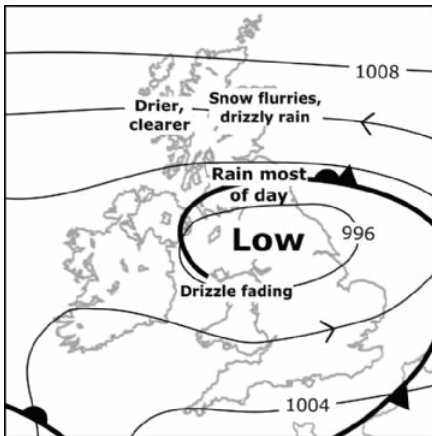 1008
Drier,
clearer
Snow flurries,
drizzly rain
Rain most
of day
Low
996
Drizzle fading
1004